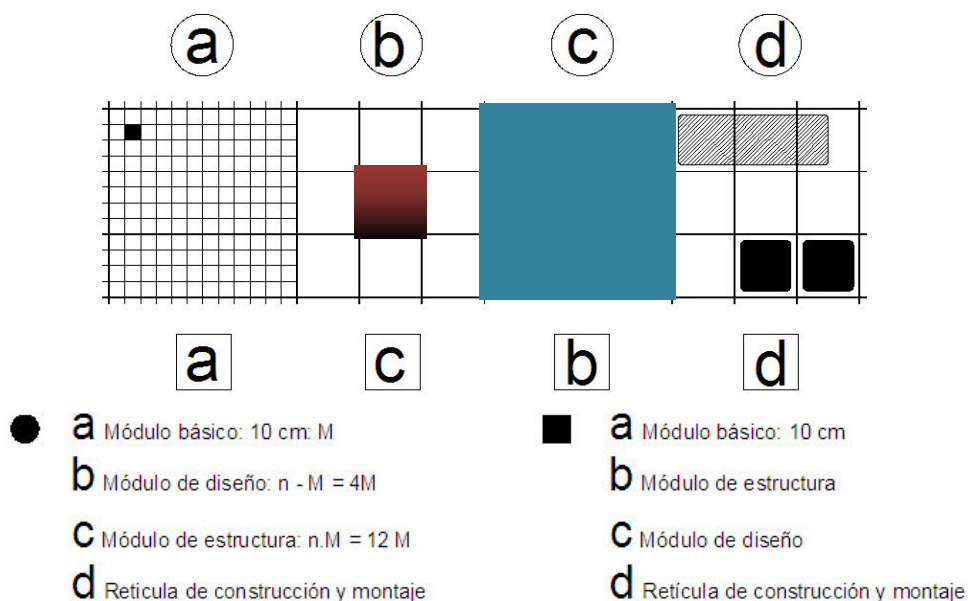 a b c d
a c b d
a Módulo básico: 10 cm: M
b Módulo de diseño: n - M = 4M
c Módulo de estructura: n.M = 12 M
d Reticula de construcción y montaje
a Módulo básico: 10 cm
b Módulo de estructura
c Módulo de diseño
d Retícula de construcción y montaje